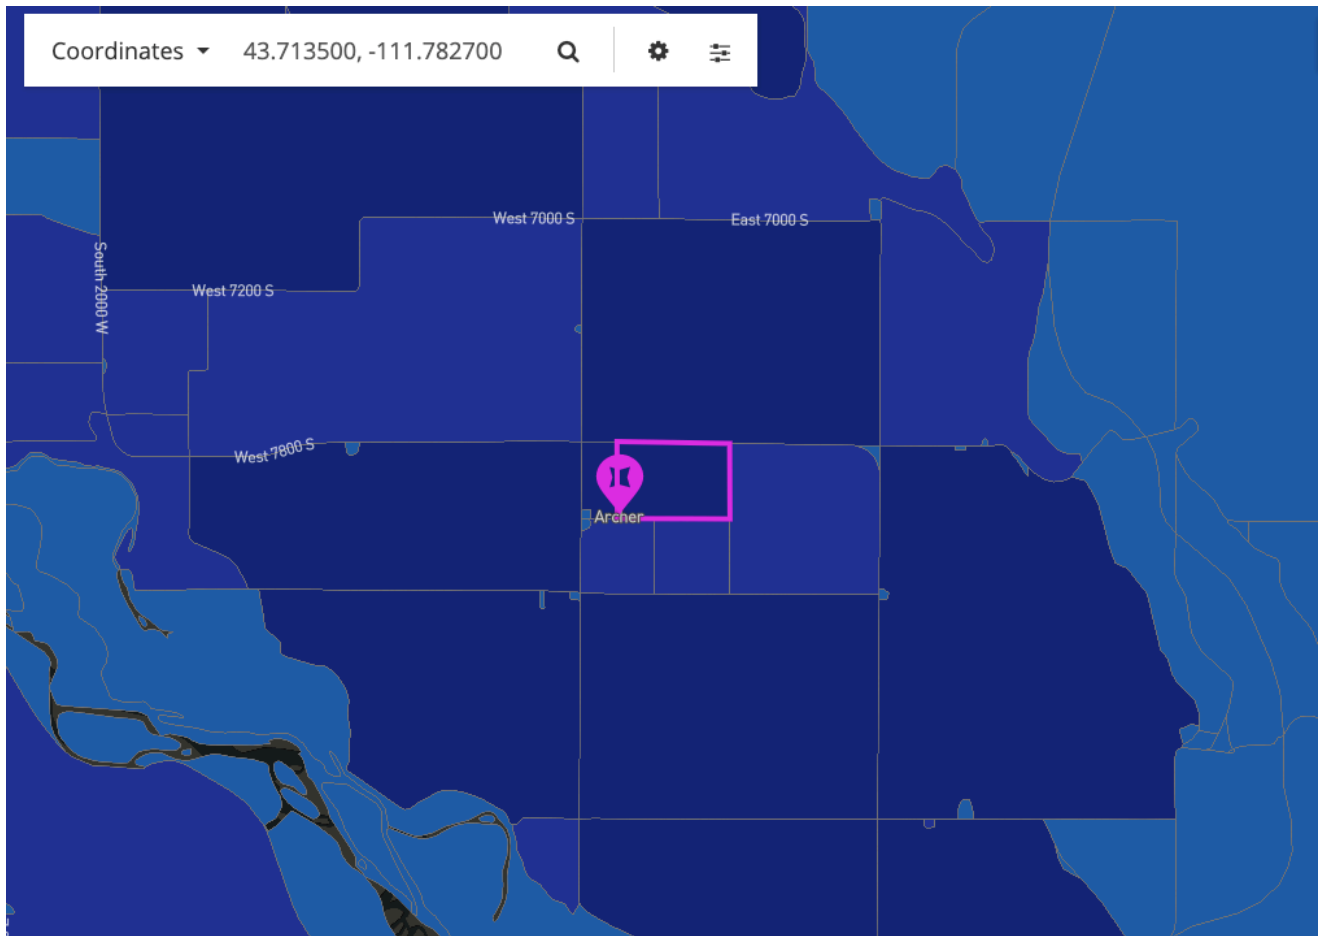 Coordinates 43.713500, -111.782700
West 7000 S
East 7000 S
South 2000 W
West 7200 S
West 7800 S
Archer